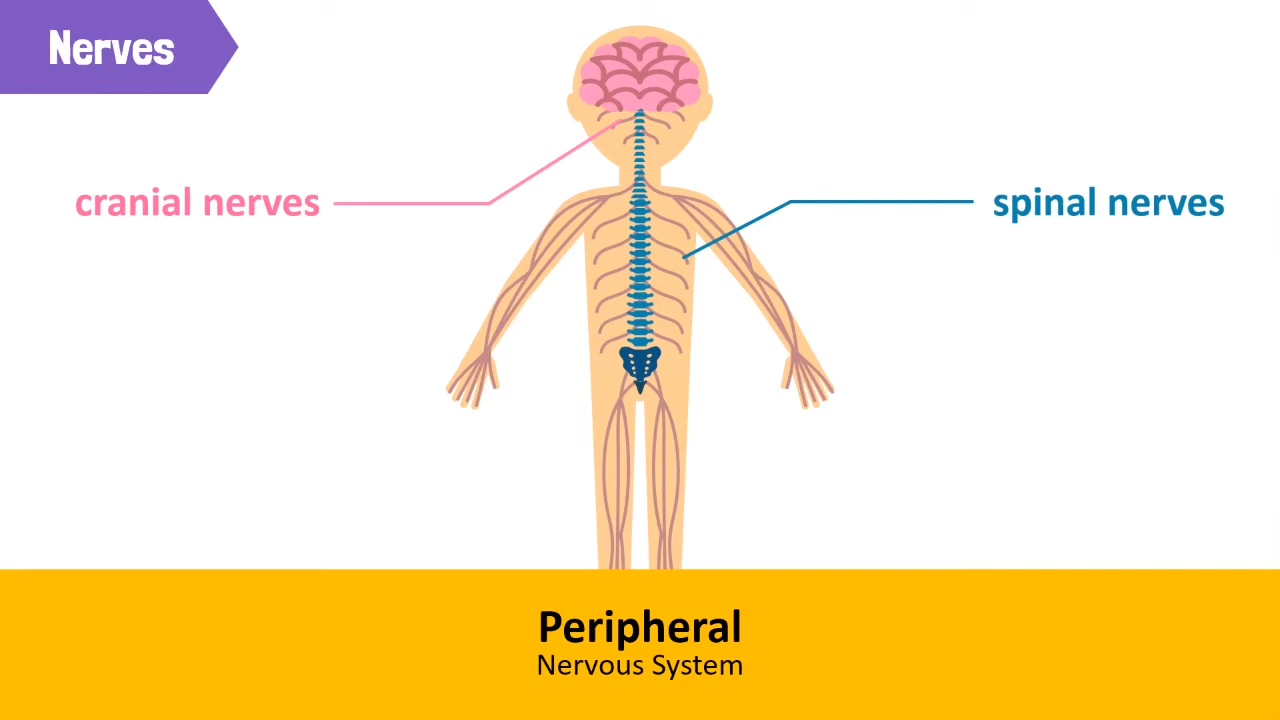 Nerves
cranial nerves
spinal nerves
Peripheral
Nervous System